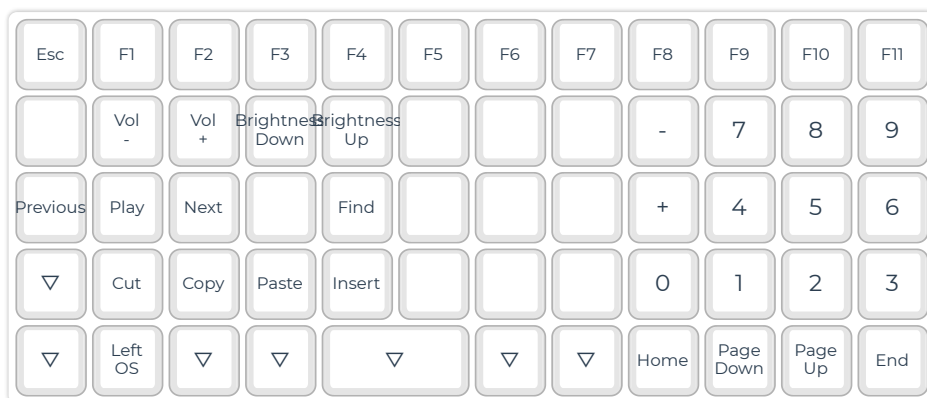 Esc F1 F2 F3 F4 F5 F6 F7 F8 F9 F10 F11
Vol - Vol + Brightness Down Brightness Up - 7 8 9
Previous Play Next Find + 4 5 6
▽ Cut Copy Paste Insert 0 1 2 3
▽ Left OS ▽ ▽ ▽ ▽ ▽ Home Page Down Page Up End